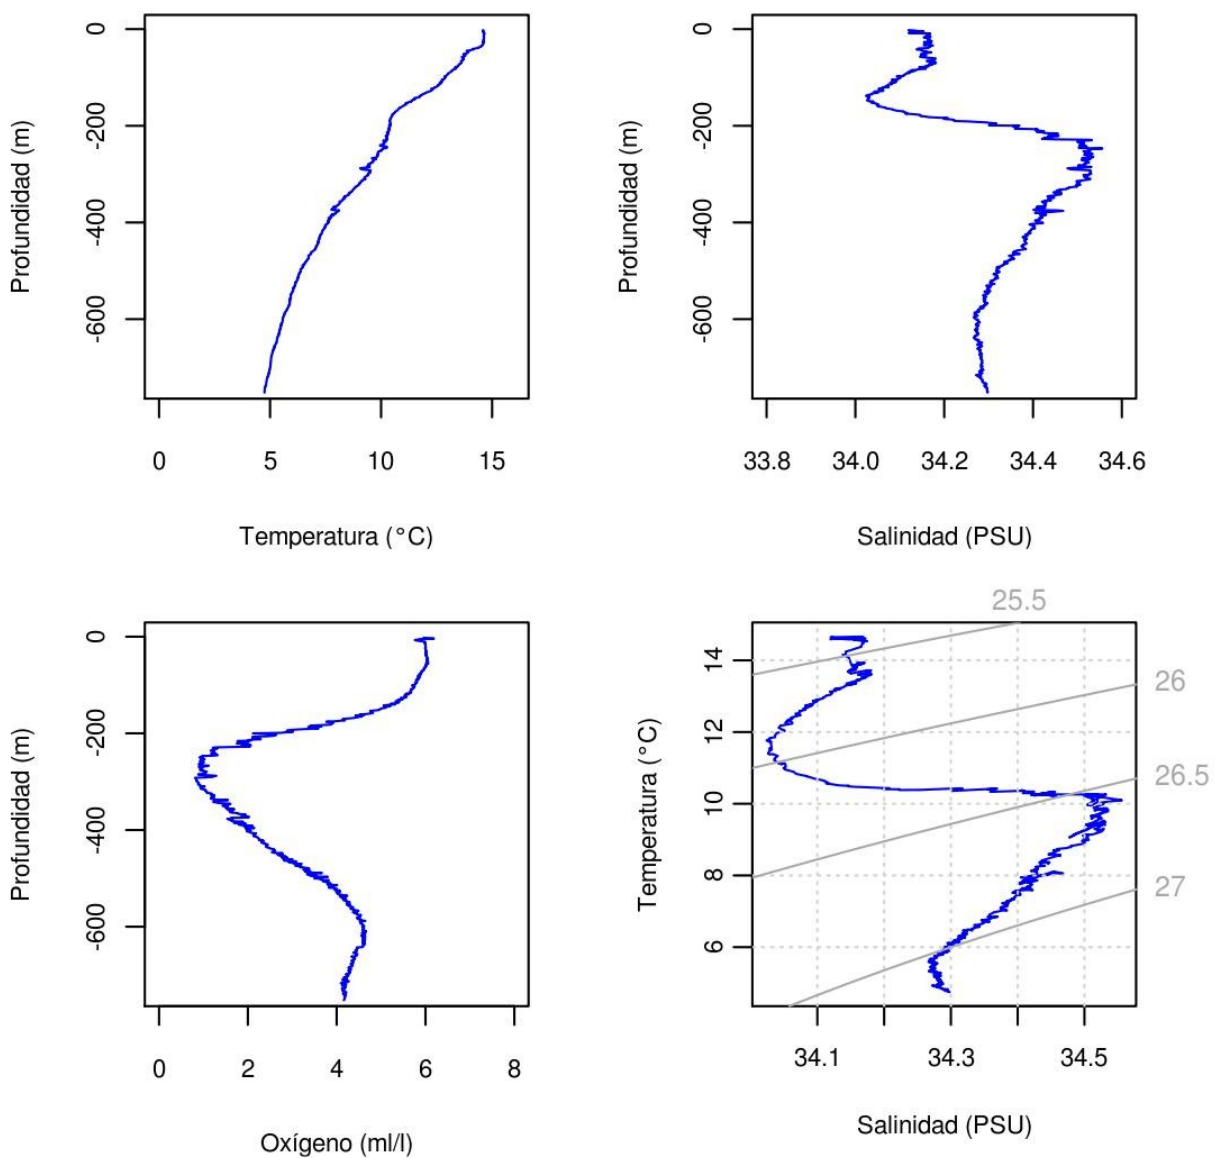 Profundidad (m)
0
-200
-400
-600
0 5 10 15
Temperatura (°C)
Profundidad (m)
0
-200
-400
-600
33.8 34.0 34.2 34.4 34.6
Salinidad (PSU)
Profundidad (m)
0
-200
-400
-600
0 2 4 6 8
Oxígeno (ml/l)
25.5
26
26.5
27
Temperatura (°C)
14
12
10
8
6
34.1 34.3 34.5
Salinidad (PSU)